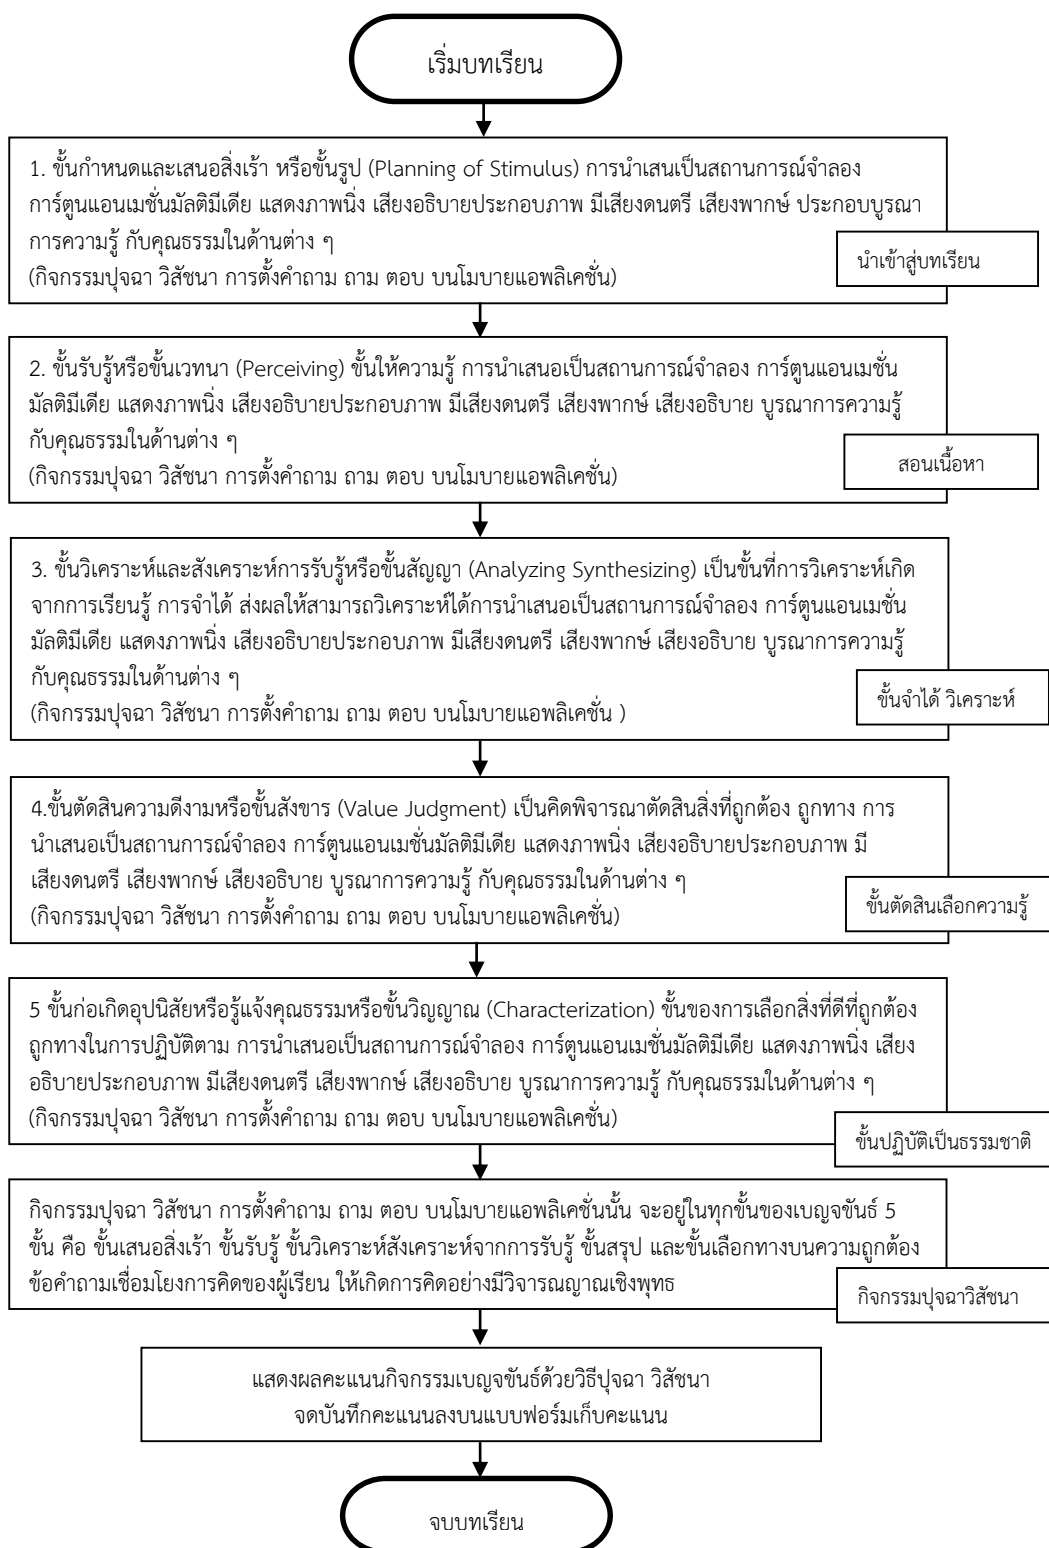 เริ่มบทเรียน
1. ขั้นกำหนดและเสนอสิ่งเร้า หรือขั้นรูป (Planning of Stimulus) การนำเสนเป็นสถานการณ์จำลอง
การ์ตูนแอนเมชั่นมัลติมีเดีย แสดงภาพนิ่ง เสียงอธิบายประกอบภาพ มีเสียงดนตรี เสียงพากษ์ ประกอบบูรณา
การความรู้ กับคุณธรรมในด้านต่าง ๆ
(กิจกรรมปุจฉา วิสัชนา การตั้งคำถาม ถาม ตอบ บนโมบายแอพลิเคชั่น)
นำเข้าสู่บทเรียน
2. ขั้นรับรู้หรือขั้นเวทนา (Perceiving) ขั้นให้ความรู้ การนำเสนอเป็นสถานการณ์จำลอง การ์ตูนแอนเมชั่น
มัลติมีเดีย แสดงภาพนิ่ง เสียงอธิบายประกอบภาพ มีเสียงดนตรี เสียงพากษ์ เสียงอธิบาย บูรณาการความรู้
กับคุณธรรมในด้านต่าง ๆ
(กิจกรรมปุจฉา วิสัชนา การตั้งคำถาม ถาม ตอบ บนโมบายแอพลิเคชั่น)
สอนเนื้อหา
3. ขั้นวิเคราะห์และสังเคราะห์การรับรู้หรือขั้นสัญญา (Analyzing Synthesizing) เป็นขั้นที่การวิเคราะห์เกิด
จากการเรียนรู้ การจำได้ ส่งผลให้สามารถวิเคราะห์ได้การนำเสนอเป็นสถานการณ์จำลอง การ์ตูนแอนเมชั่น
มัลติมีเดีย แสดงภาพนิ่ง เสียงอธิบายประกอบภาพ มีเสียงดนตรี เสียงพากษ์ เสียงอธิบาย บูรณาการความรู้
กับคุณธรรมในด้านต่าง ๆ
(กิจกรรมปุจฉา วิสัชนา การตั้งคำถาม ถาม ตอบ บนโมบายแอพลิเคชั่น )
ขั้นจำได้ วิเคราะห์
4.ขั้นตัดสินความดีงามหรือขั้นสังขาร (Value Judgment) เป็นคิดพิจารณาตัดสินสิ่งที่ถูกต้อง ถูกทาง การ
นำเสนอเป็นสถานการณ์จำลอง การ์ตูนแอนเมชั่นมัลติมีเดีย แสดงภาพนิ่ง เสียงอธิบายประกอบภาพ มี
เสียงดนตรี เสียงพากษ์ เสียงอธิบาย บูรณาการความรู้ กับคุณธรรมในด้านต่าง ๆ
(กิจกรรมปุจฉา วิสัชนา การตั้งคำถาม ถาม ตอบ บนโมบายแอพลิเคชั่น)
ขั้นตัดสินเลือกความรู้
5 ขั้นก่อเกิดอุปนิสัยหรือรู้แจ้งคุณธรรมหรือขั้นวิญญาณ (Characterization) ขั้นของการเลือกสิ่งที่ดีที่ถูกต้อง
ถูกทางในการปฏิบัติตาม การนำเสนอเป็นสถานการณ์จำลอง การ์ตูนแอนเมชั่นมัลติมีเดีย แสดงภาพนิ่ง เสียง
อธิบายประกอบภาพ มีเสียงดนตรี เสียงพากษ์ เสียงอธิบาย บูรณาการความรู้ กับคุณธรรมในด้านต่าง ๆ
(กิจกรรมปุจฉา วิสัชนา การตั้งคำถาม ถาม ตอบ บนโมบายแอพลิเคชั่น)
ขั้นปฏิบัติเป็นธรรมชาติ
กิจกรรมปุจฉา วิสัชนา การตั้งคำถาม ถาม ตอบ บนโมบายแอพลิเคชั่นนั้น จะอยู่ในทุกขั้นของเบญจขันธ์ 5
ขั้น คือ ขั้นเสนอสิ่งเร้า ขั้นรับรู้ ขั้นวิเคราะห์สังเคราะห์จากการรับรู้ ขั้นสรุป และขั้นเลือกทางบนความถูกต้อง
ข้อคำถามเชื่อมโยงการคิดของผู้เรียน ให้เกิดการคิดอย่างมีวิจารณญาณเชิงพุทธ
กิจกรรมปุจฉาวิสัชนา
แสดงผลคะแนนกิจกรรมเบญจขันธ์ด้วยวิธีปุจฉา วิสัชนา
จดบันทึกคะแนนลงบนแบบฟอร์มเก็บคะแนน
จบบทเรียน